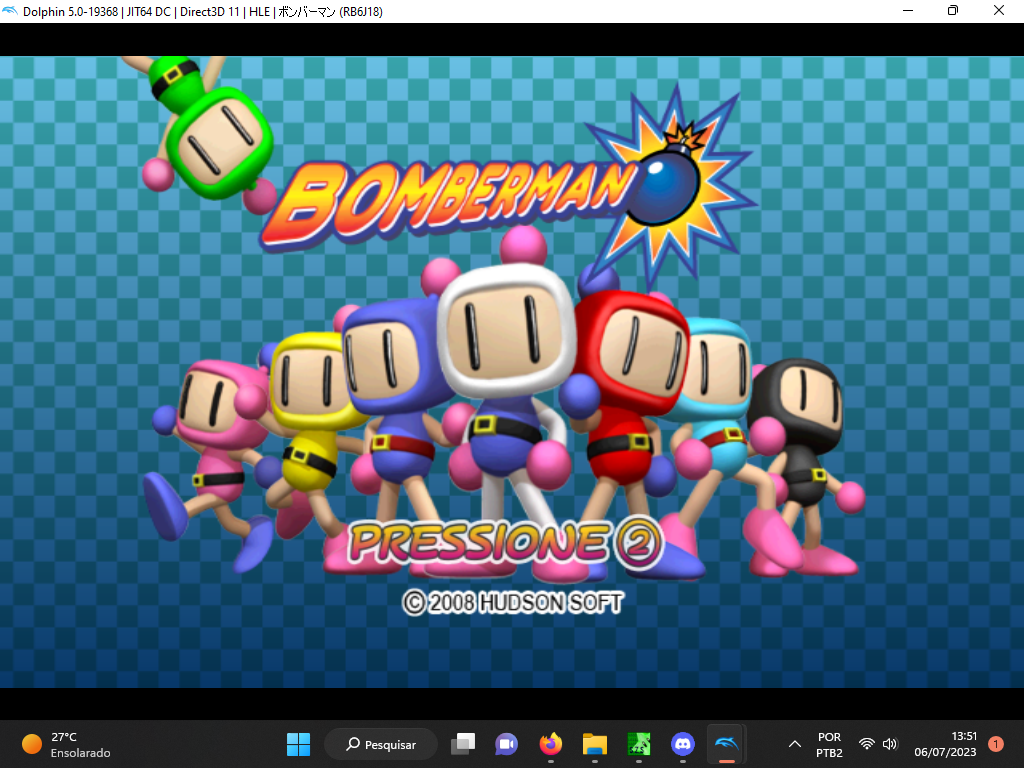 Dolphin 5.0-19368 | JIT64 DC | Direct3D 11 | HLE | ボンバーマン (RB6J18)
BOMBERMAN
PRESSIONE 2
© 2008 HUDSON SOFT
27°C
Ensolarado
Pesquisar
POR
PTB2
13:51
06/07/2023
1